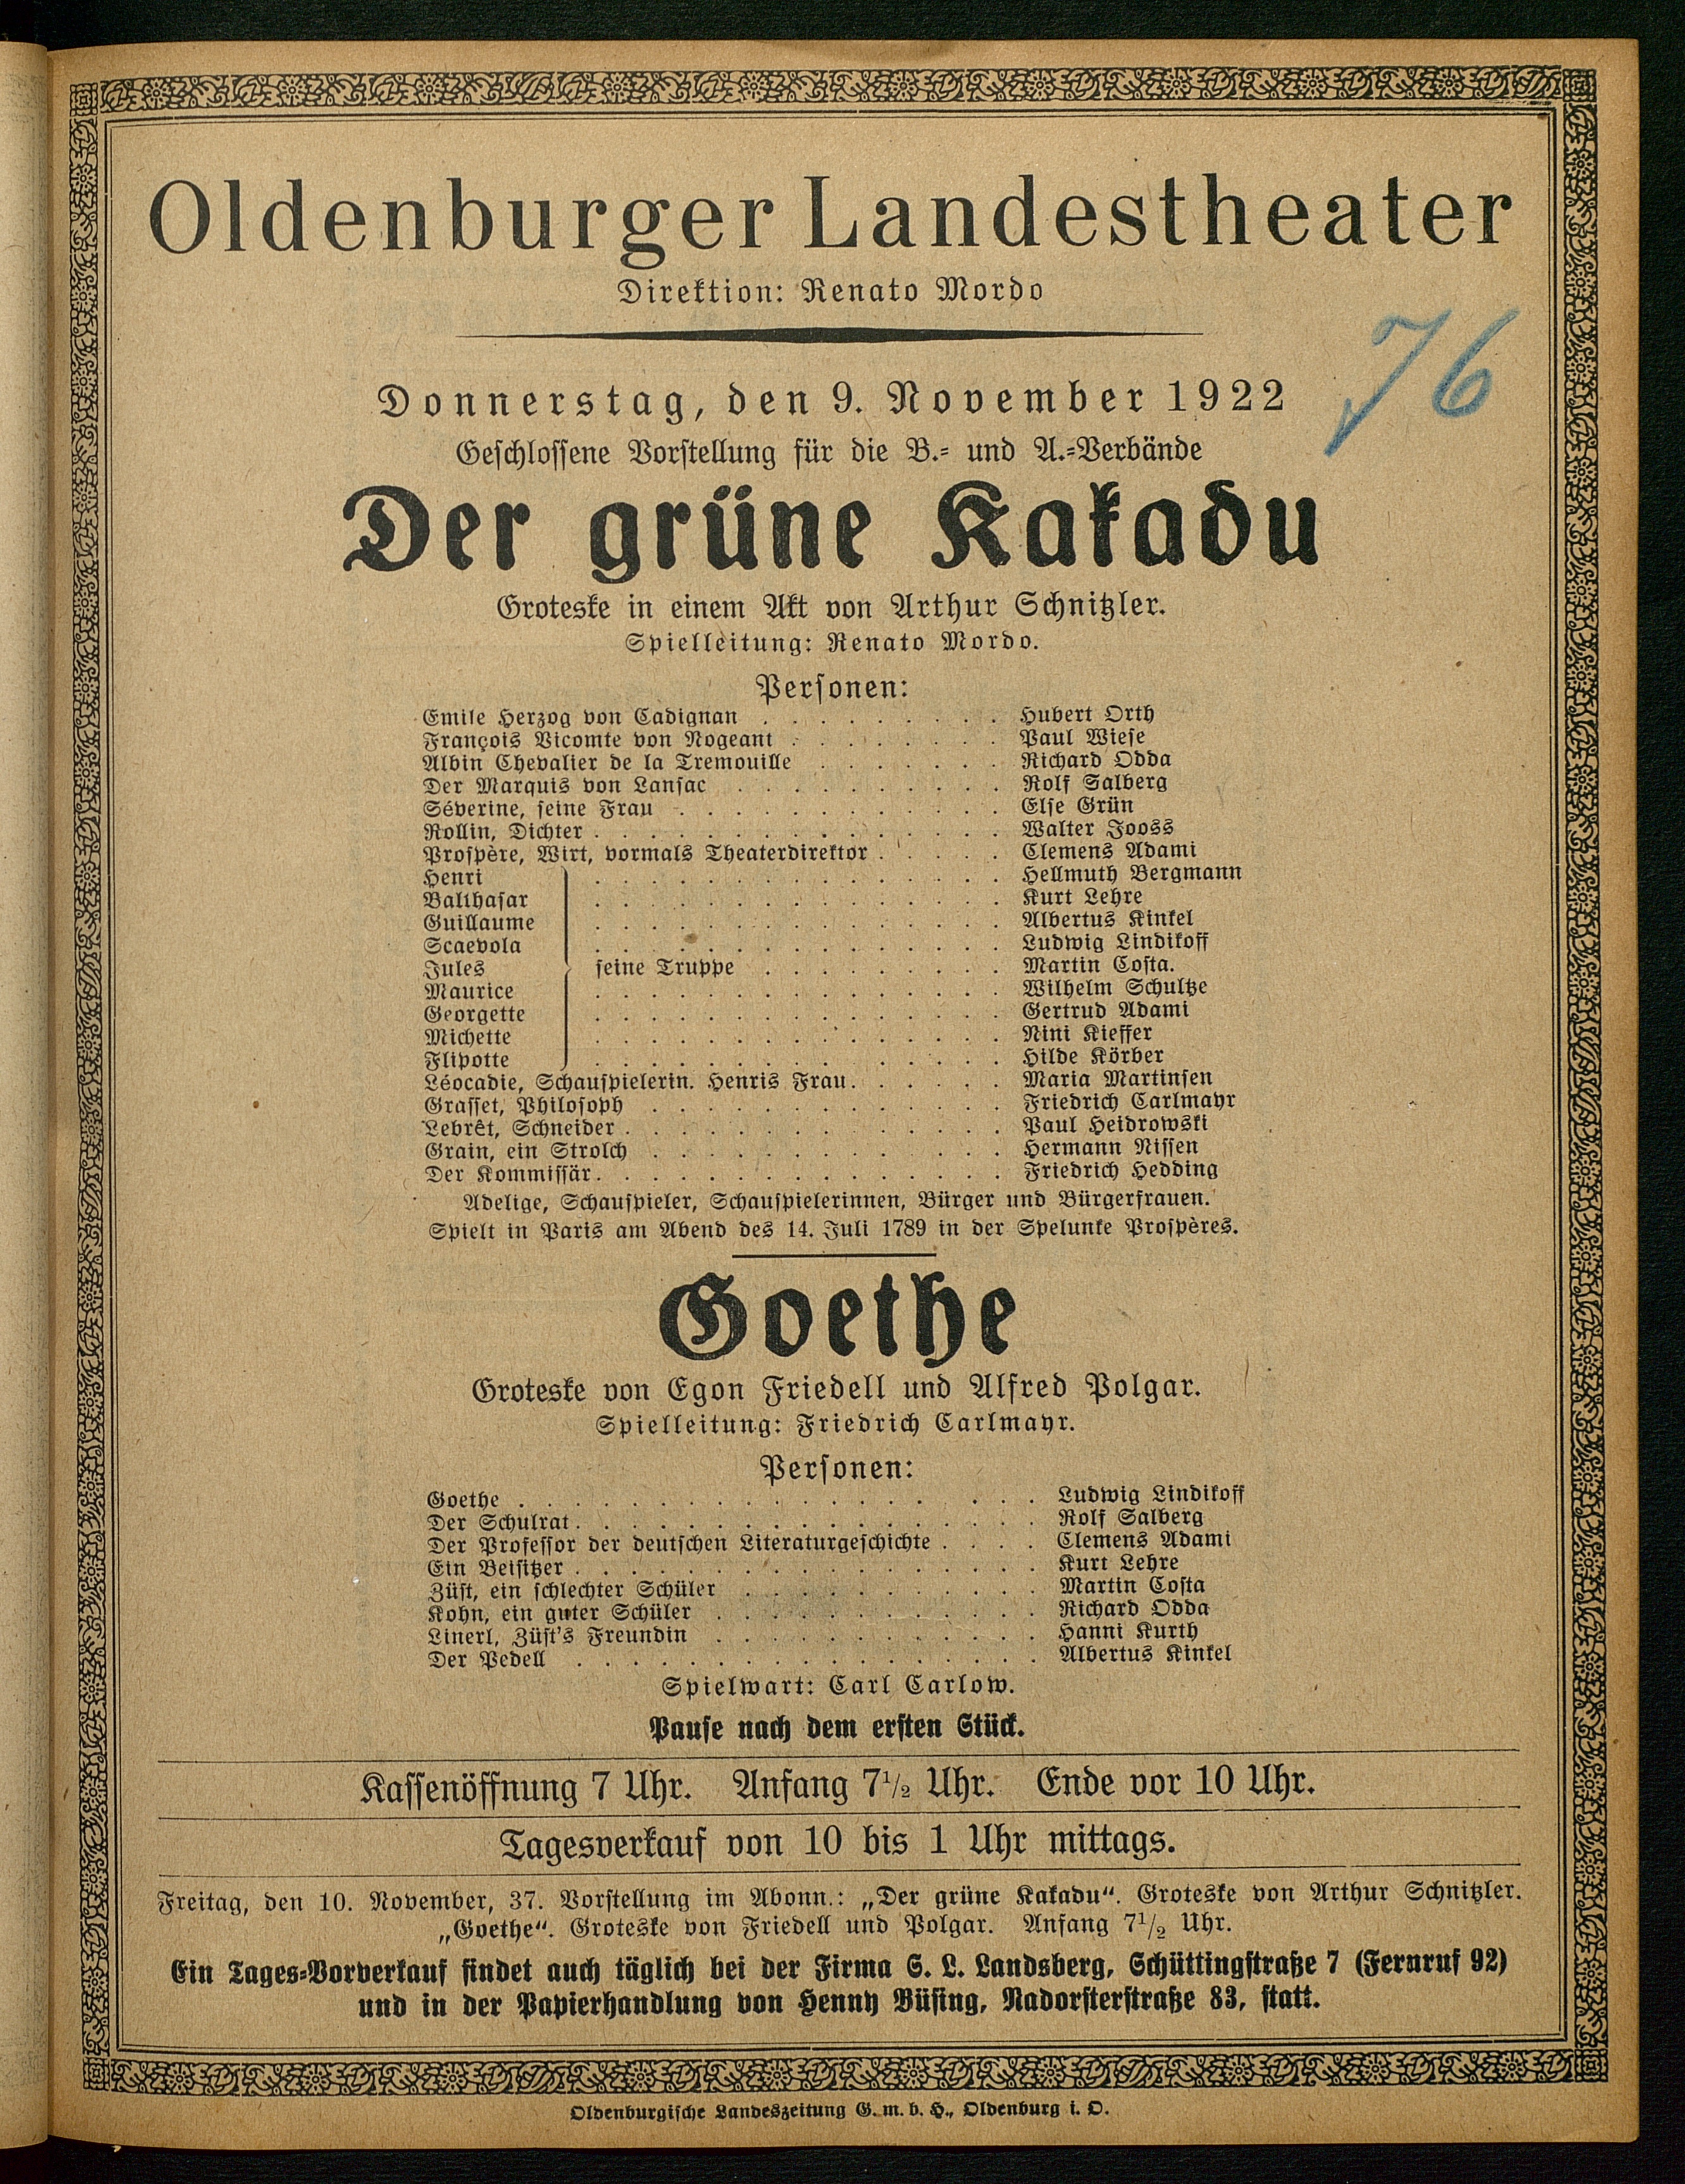 Oldenburger Landestheater
Direktion: Renato Mordo
76
Donnerstag, den 9. November 1922
Geschlossene Vorstellung für die B.- und A.-Verbände
Der grüne Kakadu
Groteske in einem Akt von Arthur Schnitzler.
Spielleitung: Renato Mordo.
Personen:
Emile Herzog von Cadignan . . . . . . . . . Hubert Orth
François Vicomte von Nogeant . . . . . . . . Paul Wiese
Albin Chevalier de la Tremouille . . . . . . . Richard Odda
Der Marquis von Lansac . . . . . . . . . . Rolf Salberg
Séverine, seine Frau . . . . . . . . . . . . Else Grün
Rollin, Dichter . . . . . . . . . . . . . . . Walter Jooss
Prospère, Wirt, vormals Theaterdirektor . . . . . Clemens Adami
Henri . . . . . . . . . . . . . . . Hellmuth Bergmann
Balthasar . . . . . . . . . . . . . . . Kurt Lehre
Guillaume . . . . . . . . . . . . . . . Albertus Kinkel
Scaevola . . . . . . . . . . . . . . . Ludwig Lindikoff
Jules seine Truppe . . . . . . . . . Martin Costa.
Maurice . . . . . . . . . . . . . . . Wilhelm Schultze
Georgette . . . . . . . . . . . . . . . Gertrud Adami
Michette . . . . . . . . . . . . . . . Nini Kieffer
Flipotte . . . . . . . . . . . . . . . Hilde Körber
Léocadie, Schauspielerin. Henris Frau. . . . . . Maria Martinsen
Grasset, Philosoph . . . . . . . . . . . . . Friedrich Carlmayr
Lebrêt, Schneider . . . . . . . . . . . . . . Paul Heidrowski
Grain, ein Strolch . . . . . . . . . . . . . Hermann Nissen
Der Kommissär. . . . . . . . . . . . . . . Friedrich Hedding
Adelige, Schauspieler, Schauspielerinnen, Bürger und Bürgerfrauen.
Spielt in Paris am Abend des 14. Juli 1789 in der Spelunke Prospères.
Goethe
Groteske von Egon Friedell und Alfred Polgar.
Spielleitung: Friedrich Carlmayr.
Personen:
Goethe . . . . . . . . . . . . . . . . . . . Ludwig Lindikoff
Der Schulrat . . . . . . . . . . . . . . . . . Rolf Salberg
Der Professor der deutschen Literaturgeschichte . . . . Clemens Adami
Ein Beisitzer . . . . . . . . . . . . . . . . . Kurt Lehre
Züst, ein schlechter Schüler . . . . . . . . . . . Martin Costa
Kohn, ein guter Schüler . . . . . . . . . . . . Richard Odda
Linerl, Züst's Freundin . . . . . . . . . . . . Hanni Kurth
Der Pedell . . . . . . . . . . . . . . . . . Albertus Kinkel
Spielwart: Carl Carlow.
Pause nach dem ersten Stück.
Kassenöffnung 7 Uhr. Anfang 7½ Uhr. Ende vor 10 Uhr.
Tagesverkauf von 10 bis 1 Uhr mittags.
Freitag, den 10. November, 37. Vorstellung im Abonn.: „Der grüne Kakadu“. Groteske von Arthur Schnitzler.
„Goethe“. Groteske von Friedell und Polgar. Anfang 7½ Uhr.
Ein Tages-Vorverkauf findet auch täglich bei der Firma S. L. Landsberg, Schüttingstraße 7 (Fernruf 92)
und in der Papierhandlung von Henny Büsing, Nadorsterstraße 83, statt.
Oldenburgische Landeszeitung G. m. b. H., Oldenburg i. O.